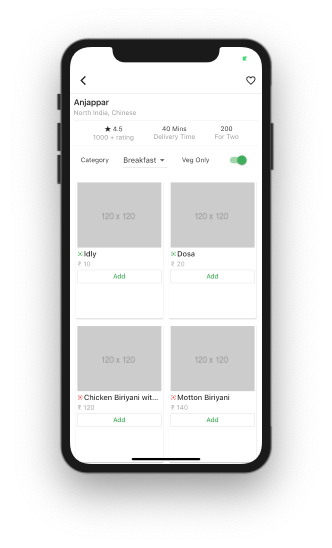 Anjappar
North India, Chinese
★ 4.5 40 Mins 200
1000 + rating Delivery Time For Two
Category Breakfast Veg Only
120 x 120 120 x 120
Idly Dosa
₹ 10 ₹ 20
Add Add
120 x 120 120 x 120
Chicken Biriyani wit... Motton Biriyani
₹ 120 ₹ 140
Add Add